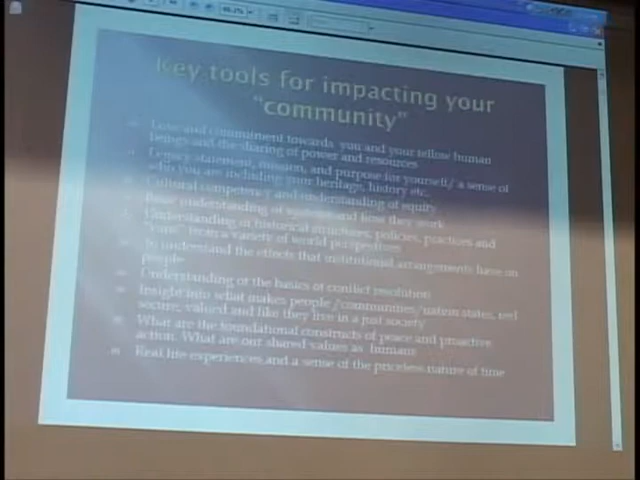 Key tools for impacting your
"community"
Love and commitment towards you and your fellow human
beings and the sharing of power and resources
Legacy statement, mission, and purpose for yourself/ a sense of
who you are including your heritage, history etc.
Cultural competency and understanding of equity
Basic understanding of systems and how they work
Understanding of historical structures, policies, practices and
from a variety of world perspectives
To understand the effects that institutional arrangements have on
people
Understanding of the basics of conflict resolution
Insight into what makes people /communities/nation states, feel
secure, valued and like they live in a just society
What are the foundational constructs of peace and proactive
action. What are our shared values as humans
Real life experiences and a sense of the priceless nature of time